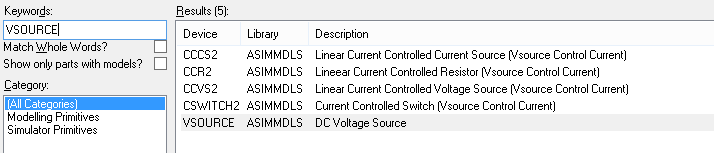 Keywords:
VSOURCE
Match Whole Words?
Show only parts with models?
Category:
(All Categories)
Modelling Primitives
Simulator Primitives
Results (5):
Device Library Description
CCCS2 ASIMMDLS Linear Current Controlled Current Source (Vsource Control Current)
CCR2 ASIMMDLS Lineear Current Controlled Resistor (Vsource Control Current)
CCVS2 ASIMMDLS Linear Current Controlled Voltage Source (Vsource Control Current)
CSWITCH2 ASIMMDLS Current Controlled Switch (Vsource Control Current)
VSOURCE ASIMMDLS DC Voltage Source